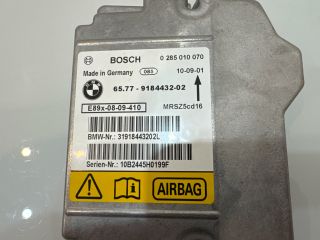 BOSCH 0 285 010 070
Made in Germany 083 10-09-01
65.77 - 9184432-02
E89x-08-09-410 MRSZ5cd16
BMW-Nr.: 31918443202L
Serien-Nr.: 10B2445H0199F
AIRBAG